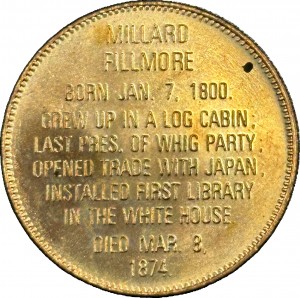 MILLARD
FILLMORE
BORN JAN. 7, 1800.
GREW UP IN A LOG CABIN;
LAST PRES. OF WHIG PARTY;
OPENED TRADE WITH JAPAN;
INSTALLED FIRST LIBRARY
IN THE WHITE HOUSE.
DIED MAR. 8,
1874.